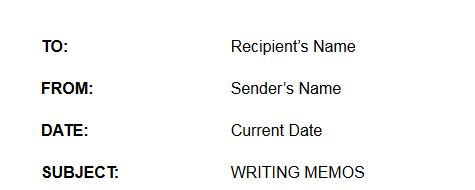 TO: Recipient’s Name
FROM: Sender’s Name
DATE: Current Date
SUBJECT: WRITING MEMOS